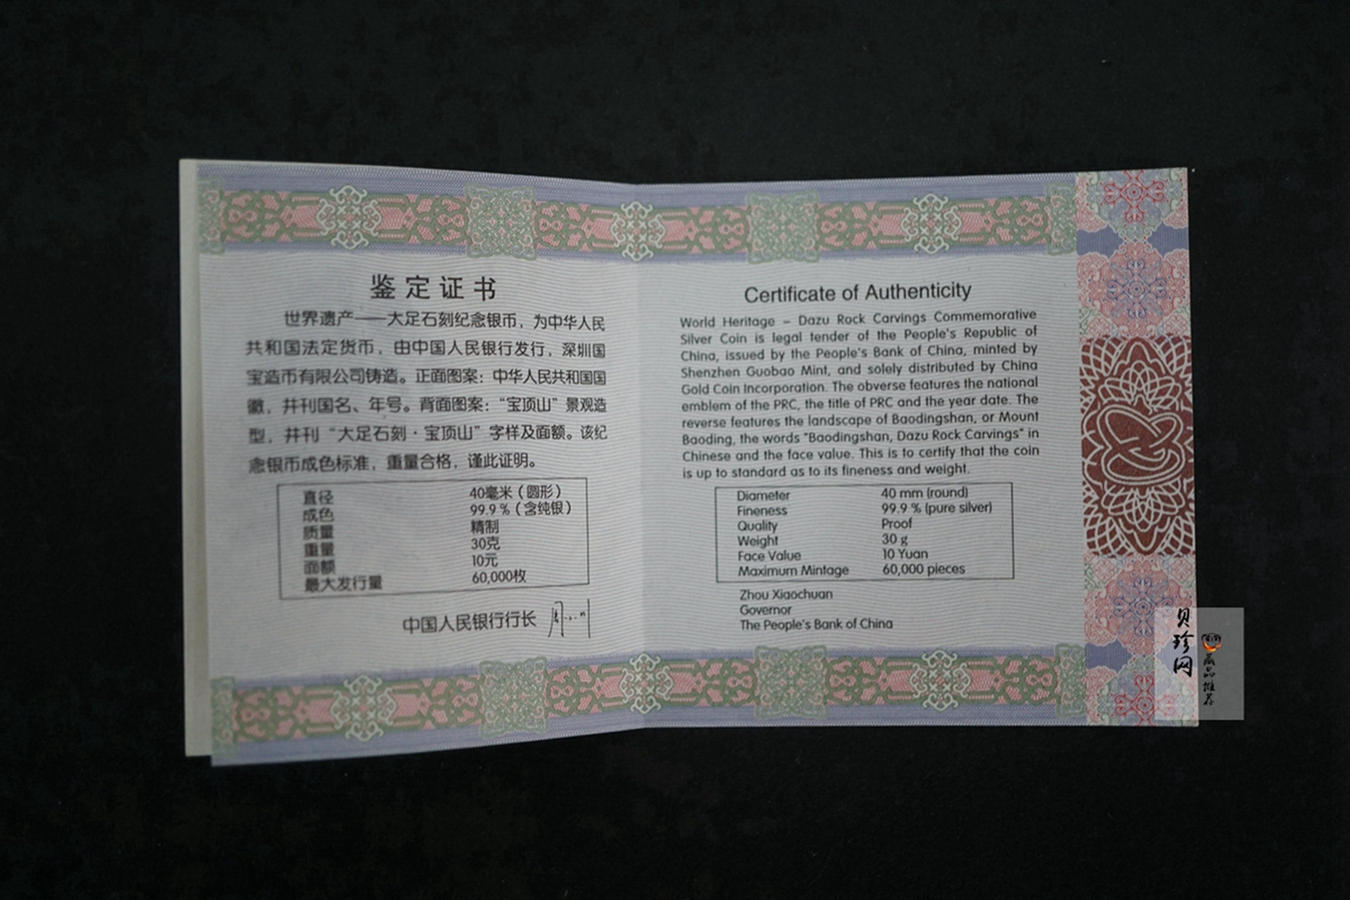 鉴定证书
世界遗产——大足石刻纪念银币，为中华人民
共和国法定货币，由中国人民银行发行，深圳国
宝造币有限公司铸造。正面图案：中华人民共和国国
徽，并刊国名、年号。背面图案：“宝顶山”景观造
型，并刊“大足石刻·宝顶山”字样及面额。该纪
念银币成色标准，重量合格，谨此证明。
直径 40毫米（圆形）
成色 99.9％（含纯银）
质量 精制
重量 30克
面额 10元
最大发行量 60,000枚
中国人民银行行长
Certificate of Authenticity
World Heritage – Dazu Rock Carvings Commemorative
Silver Coin is legal tender of the People's Republic of
China, issued by the People's Bank of China, minted by
Shenzhen Guobao Mint, and solely distributed by China
Gold Coin Incorporation. The obverse features the national
emblem of the PRC, the title of PRC and the year date. The
reverse features the landscape of Baodingshan, or Mount
Baoding, the words "Baodingshan, Dazu Rock Carvings" in
Chinese and the face value. This is to certify that the coin
is up to standard as to its fineness and weight.
Diameter 40 mm (round)
Fineness 99.9 % (pure silver)
Quality Proof
Weight 30 g
Face Value 10 Yuan
Maximum Mintage 60,000 pieces
Zhou Xiaochuan
Governor
The People's Bank of China
贝珍网
藏品推荐